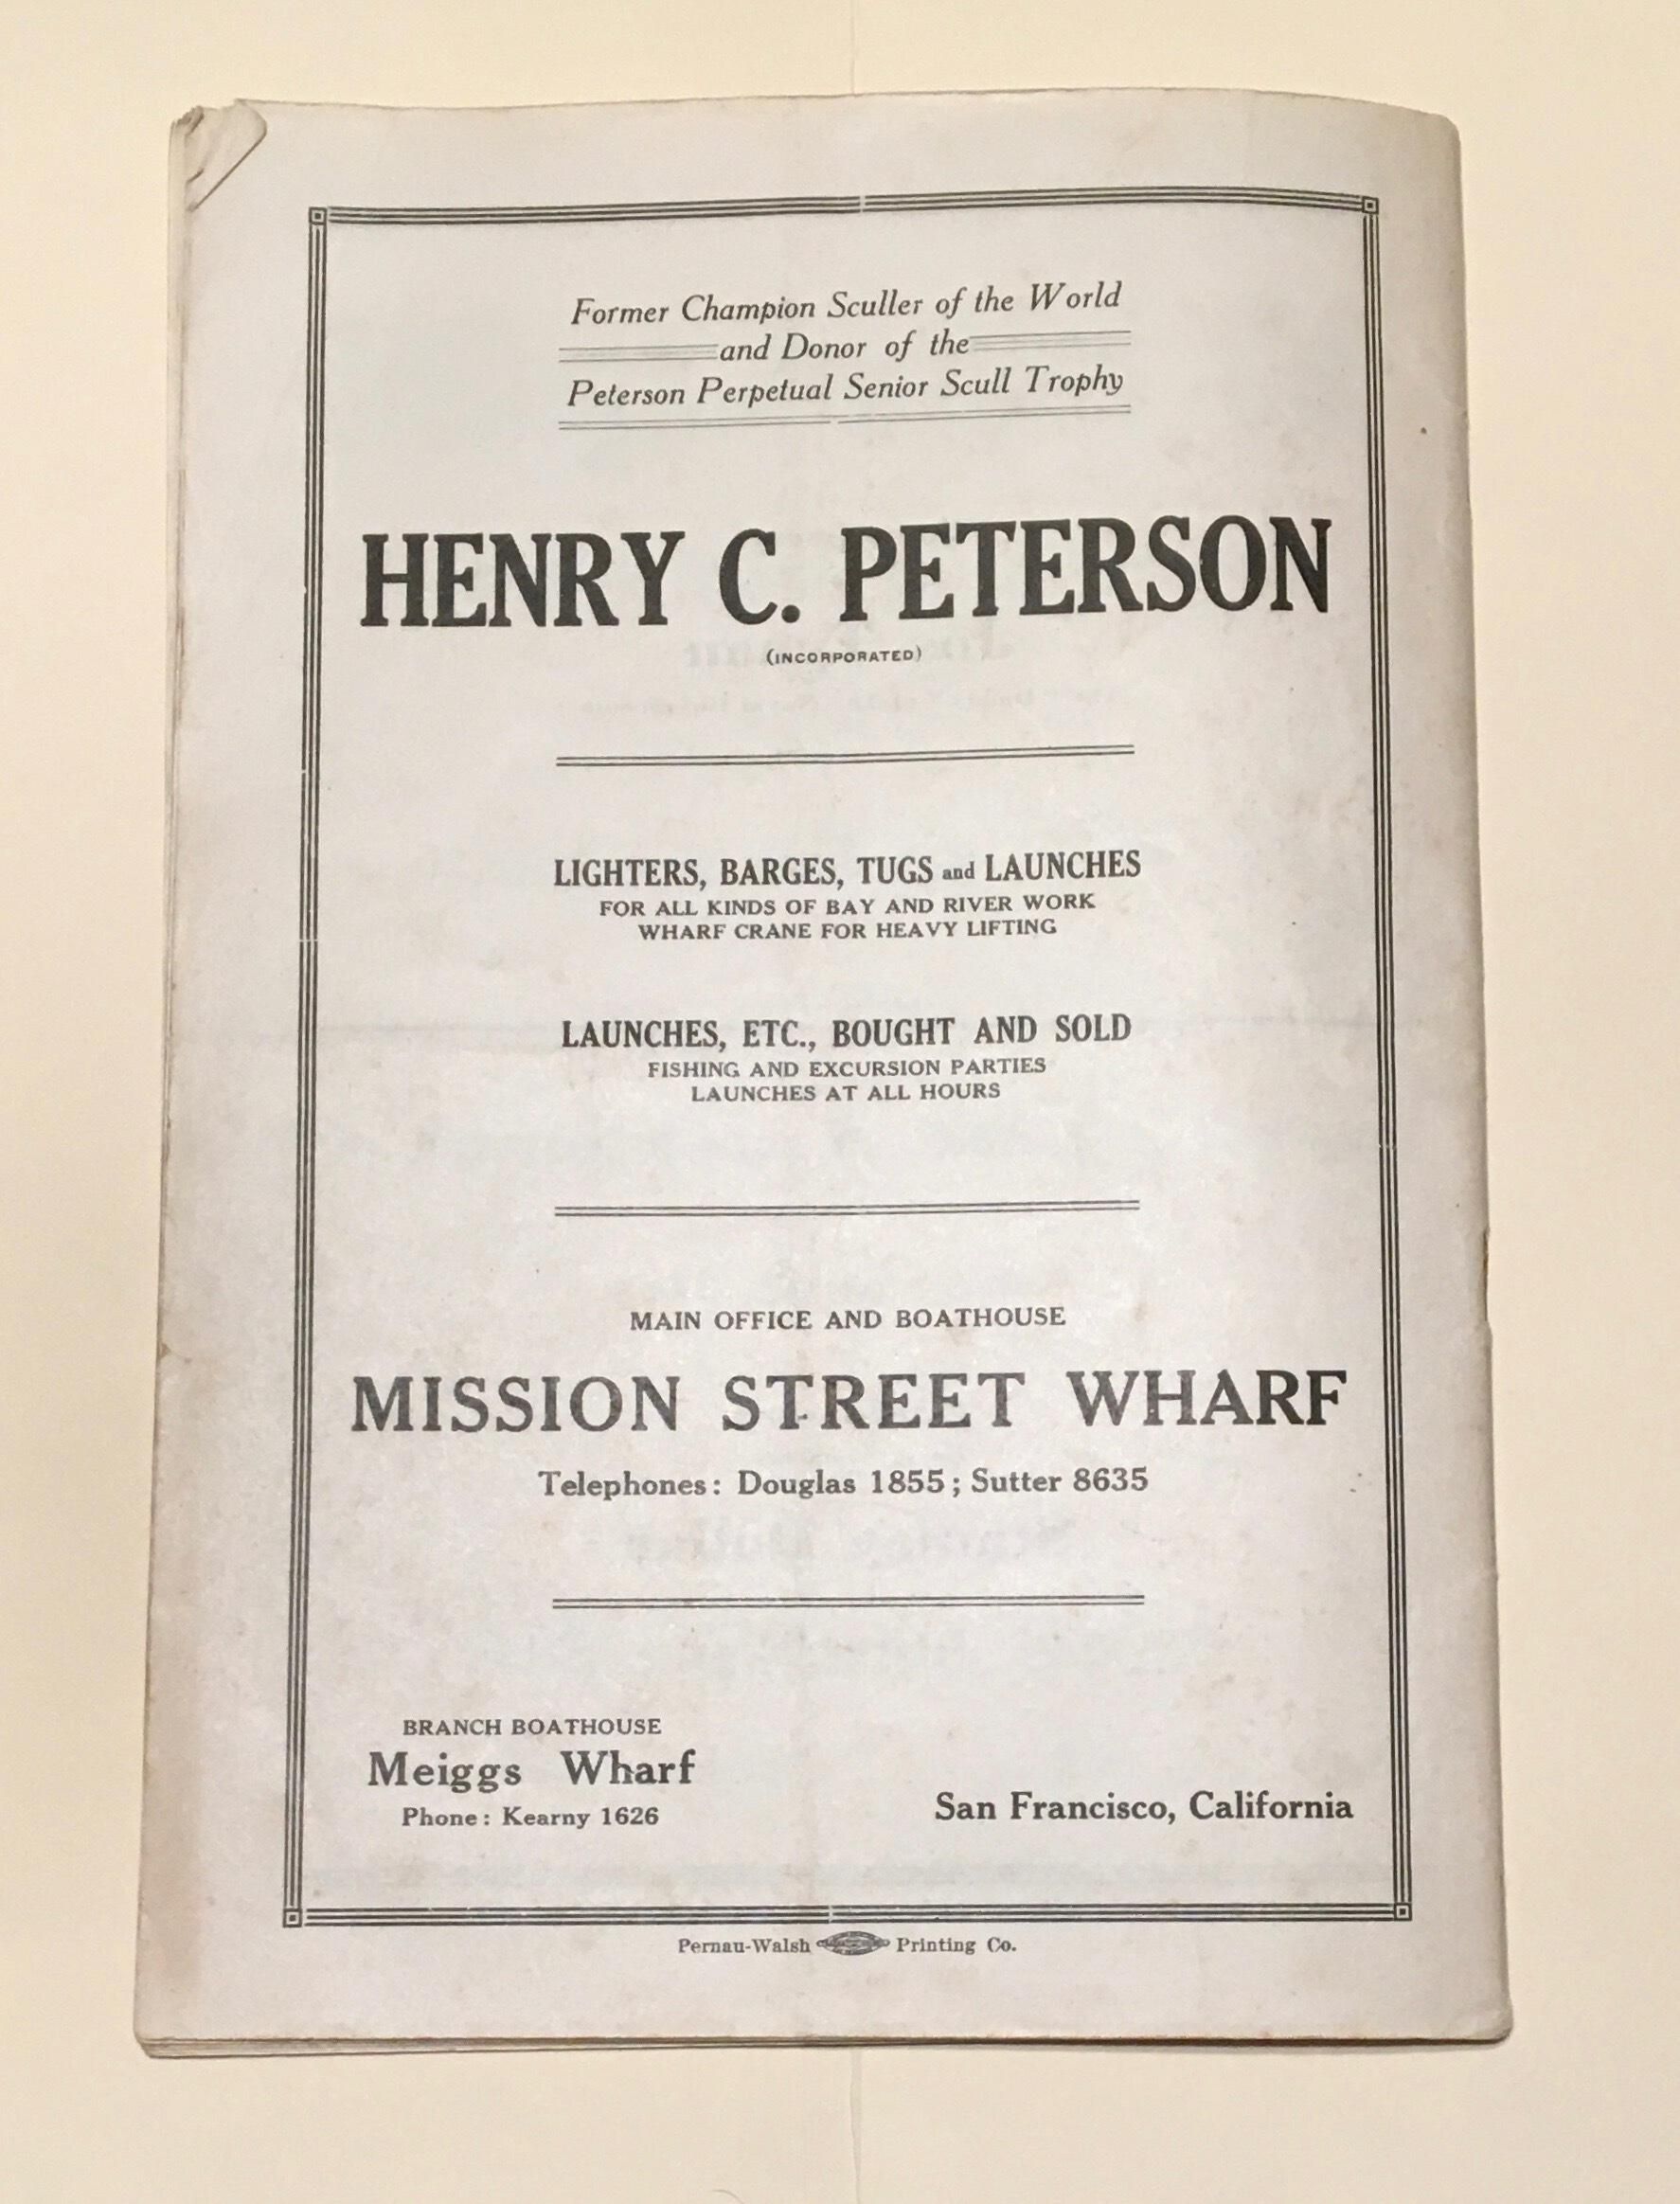 Former Champion Sculler of the World
and Donor of the
Peterson Perpetual Senior Scull Trophy
HENRY C. PETERSON
(INCORPORATED)
LIGHTERS, BARGES, TUGS and LAUNCHES
FOR ALL KINDS OF BAY AND RIVER WORK
WHARF CRANE FOR HEAVY LIFTING
LAUNCHES, ETC., BOUGHT AND SOLD
FISHING AND EXCURSION PARTIES
LAUNCHES AT ALL HOURS
MAIN OFFICE AND BOATHOUSE
MISSION STREET WHARF
Telephones: Douglas 1855; Sutter 8635
BRANCH BOATHOUSE
Meiggs Wharf
Phone: Kearny 1626
San Francisco, California
Pernau-Walsh Printing Co.